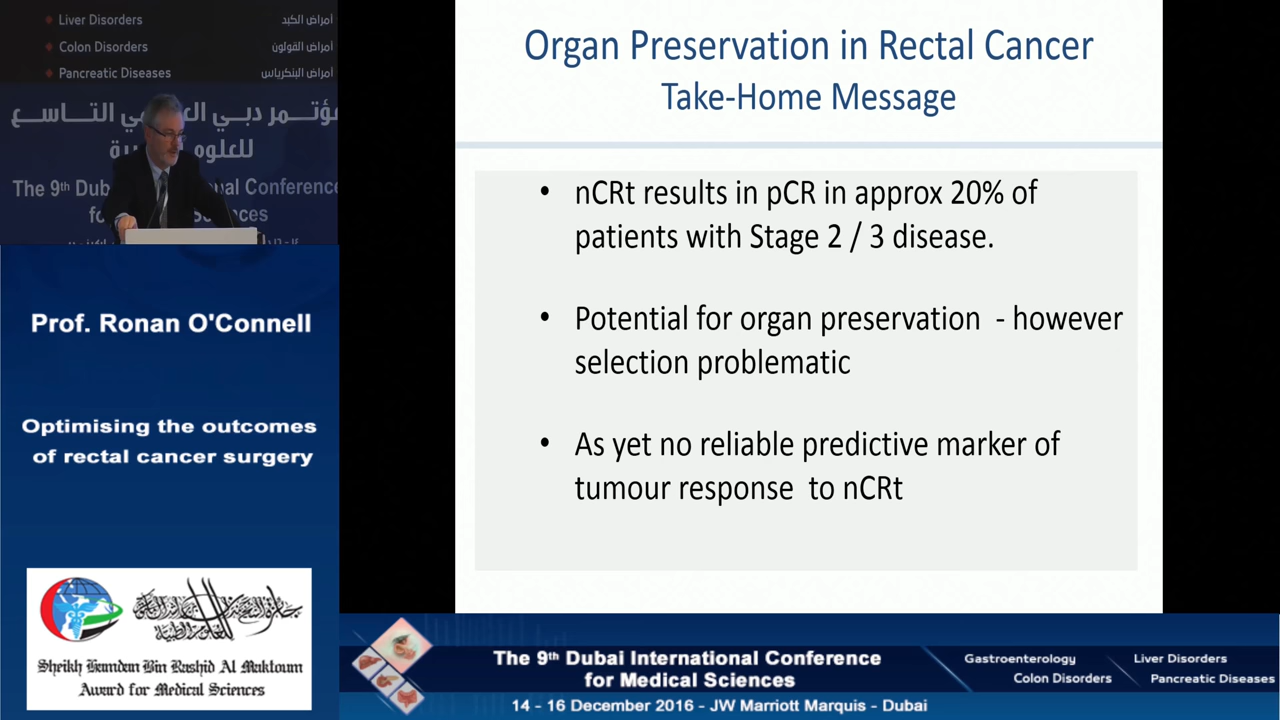 Liver Disorders
أمراض الكبد
Colon Disorders
أمراض القولون
Pancreatic Diseases
أمراض البنكرياس
The 9th
Conference
Prof. Ronan O'Connell
Optimising the outcomes
of rectal cancer surgery
Sheikh Hamdan Bin Rashid Al Maktoum
Award for Medical Sciences
Organ Preservation in Rectal Cancer
Take-Home Message
• nCRt results in pCR in approx 20% of
patients with Stage 2 / 3 disease.
• Potential for organ preservation - however
selection problematic
• As yet no reliable predictive marker of
tumour response to nCRt
The 9th Dubai International Conference
for Medical Sciences
14 - 16 December 2016 - JW Marriott Marquis - Dubai
Gastroenterology
Liver Disorders
Colon Disorders
Pancreatic Diseases